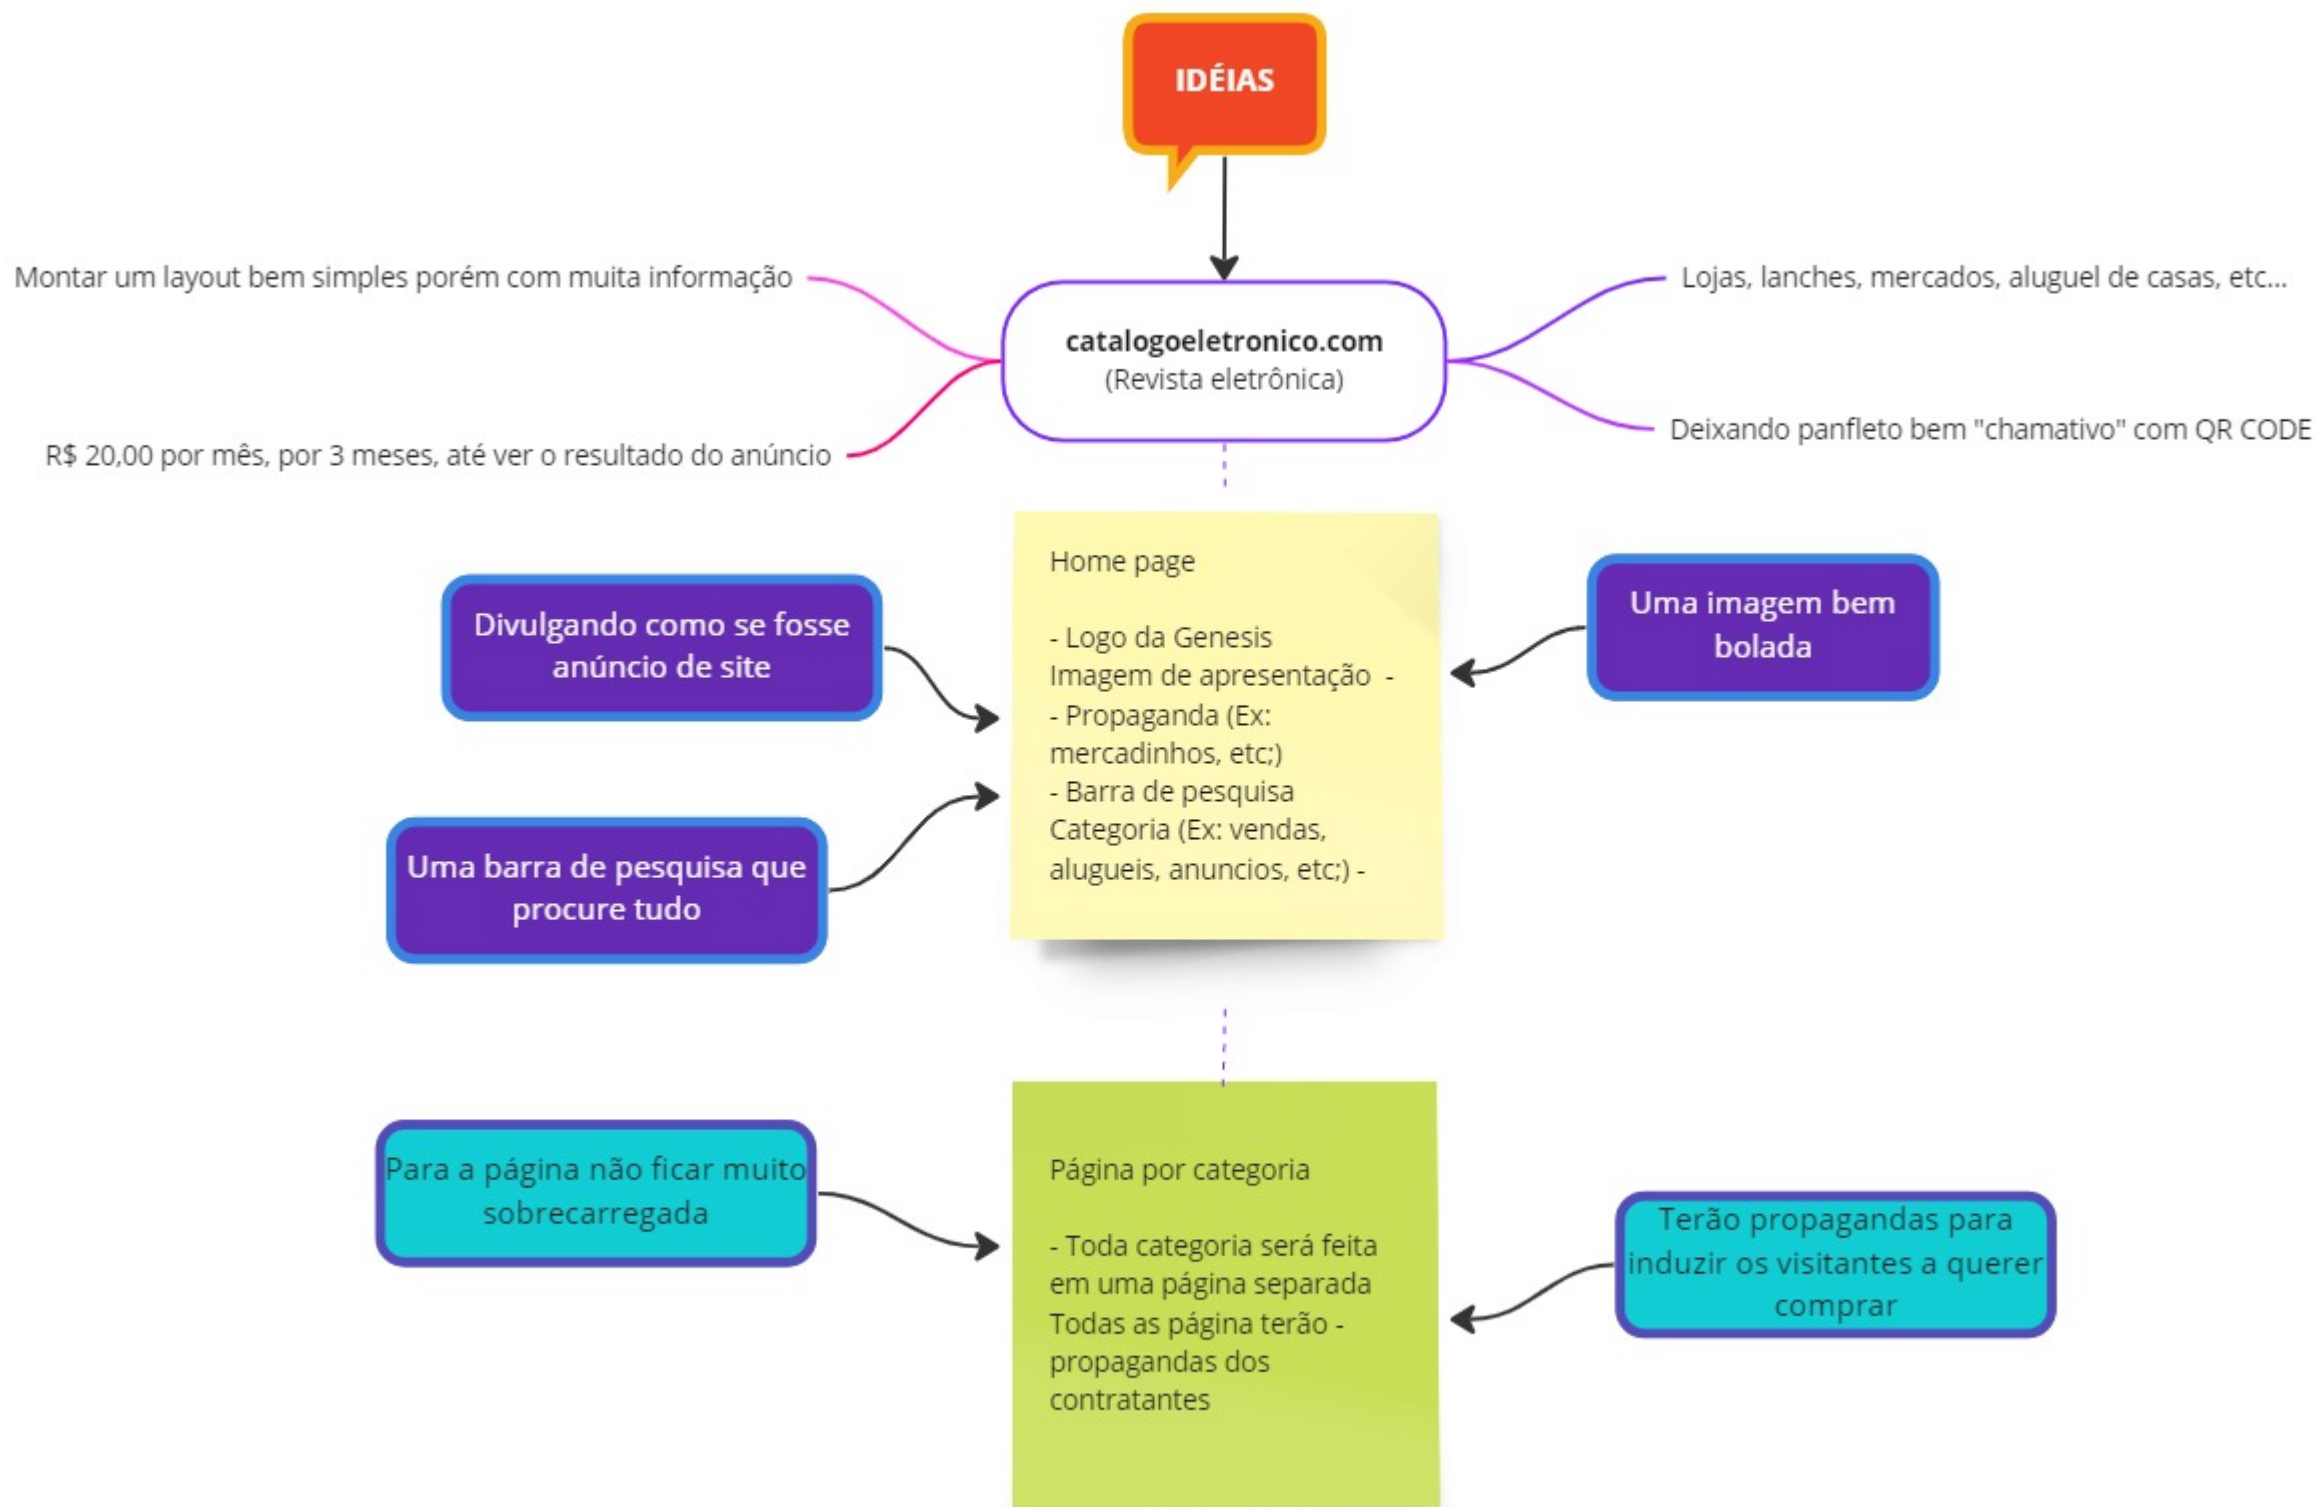 IDÉIAS
Montar um layout bem simples porém com muita informação
Lojas, lanches, mercados, aluguel de casas, etc...
catalogoeletronico.com
(Revista eletrônica)
R$ 20,00 por mês, por 3 meses, até ver o resultado do anúncio
Deixando panfleto bem "chamativo" com QR CODE
Divulgando como se fosse
anúncio de site
Uma barra de pesquisa que
procure tudo
Home page
- Logo da Genesis
Imagem de apresentação -
- Propaganda (Ex:
mercadinhos, etc;)
- Barra de pesquisa
Categoria (Ex: vendas,
alugueis, anuncios, etc;) -
Uma imagem bem
bolada
Para a página não ficar muito
sobrecarregada
Página por categoria
- Toda categoria será feita
em uma página separada
Todas as página terão -
propagandas dos
contratantes
Terão propagandas para
induzir os visitantes a querer
comprar